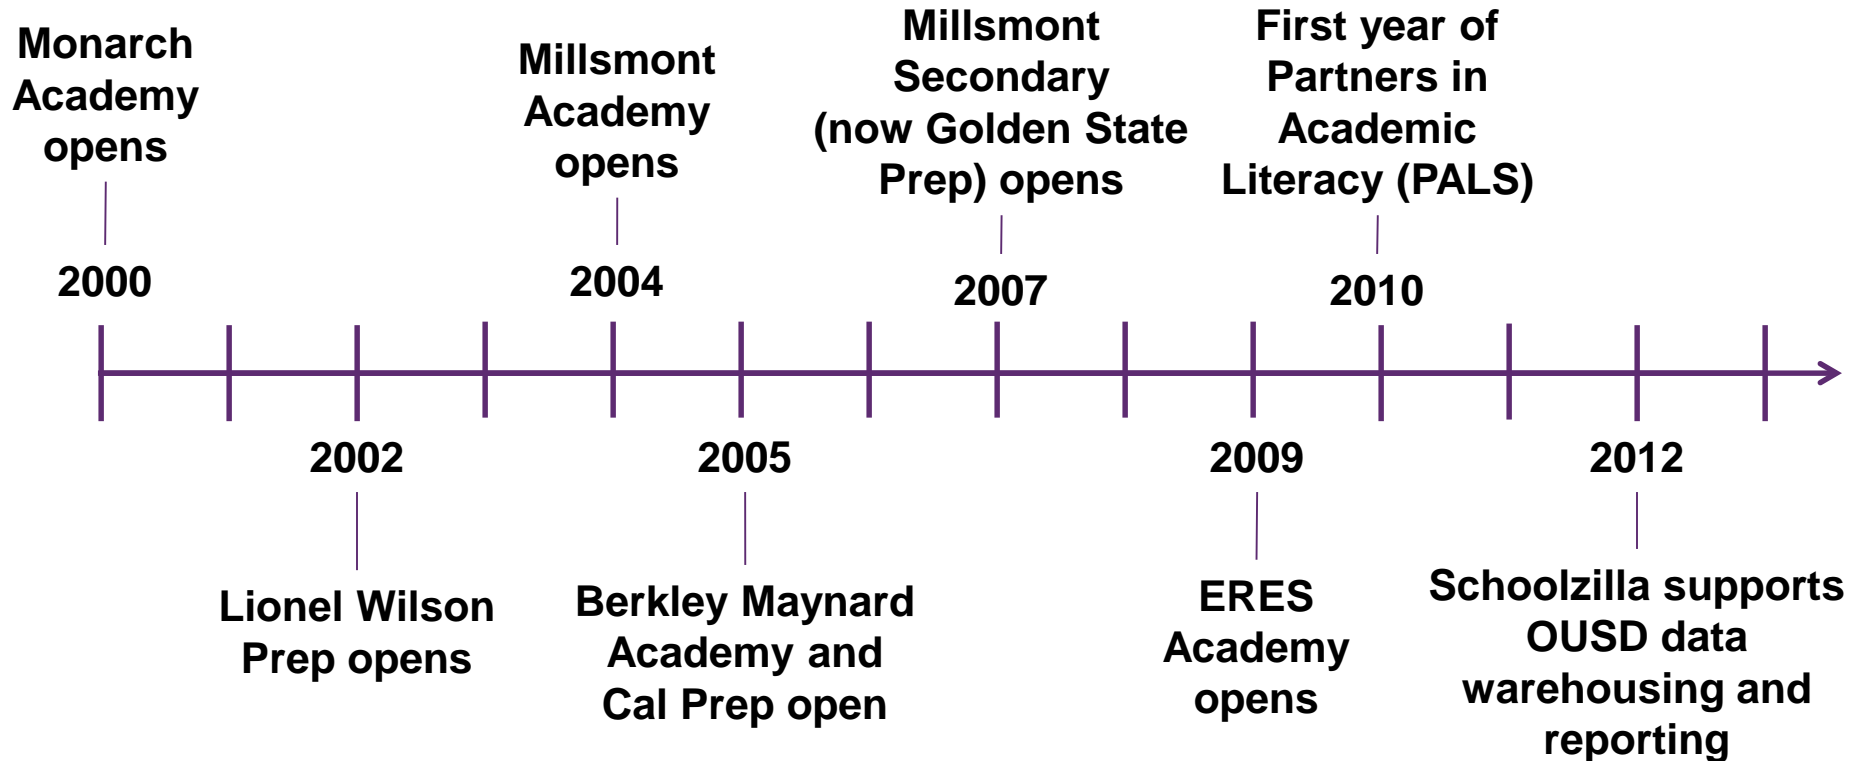 Monarch
Academy
opens
2000
Millsmont
Academy
opens
2004
Millsmont
Secondary
(now Golden State
Prep) opens
2007
First year of
Partners in
Academic
Literacy (PALS)
2010
2002
Lionel Wilson
Prep opens
2005
Berkley Maynard
Academy and
Cal Prep open
2009
ERES
Academy
opens
2012
Schoolzilla supports
OUSD data
warehousing and
reporting